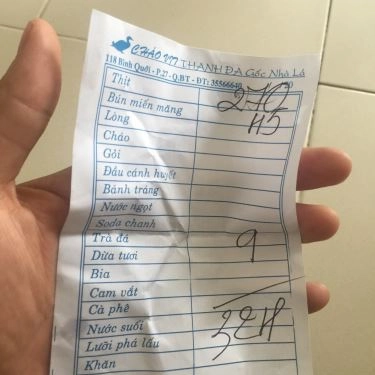 CHÁO VỊT THANH ĐA Gốc Nhà Lá
118 Bình Quới - P.27 - Q.BT - ĐT: 35566640
Thịt 270
Bún miến măng 45
Lòng
Cháo
Gỏi
Đầu cánh huyết
Bánh tráng
Nước ngọt
Soda chanh
Trà đá 9
Dừa tươi
Bia
Cam vắt
Cà phê 324
Nước suối
Lưỡi phá lấu
Khăn